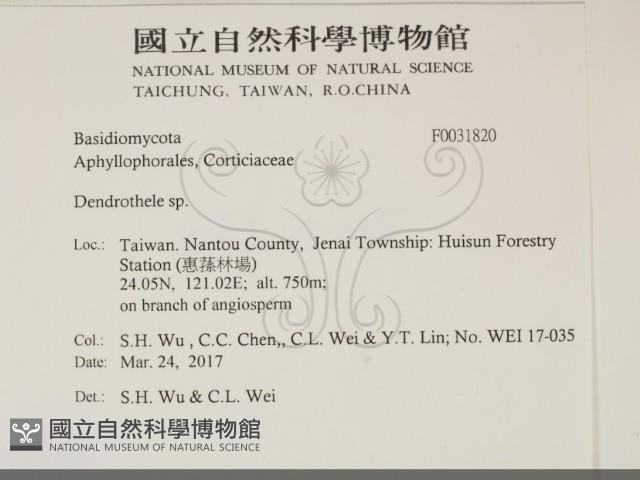 國立自然科學博物館
NATIONAL MUSEUM OF NATURAL SCIENCE
TAICHUNG, TAIWAN, R.O.CHINA
Basidiomycota F0031820
Aphyllophorales, Corticiaceae
Dendrothele sp.
Loc.: Taiwan. Nantou County, Jenai Township: Huisun Forestry
Station (惠蓀林場)
24.05N, 121.02E; alt. 750m;
on branch of angiosperm
Col.: S.H. Wu , C.C. Chen,, C.L. Wei & Y.T. Lin; No. WEI 17-035
Date: Mar. 24, 2017
Det.: S.H. Wu & C.L. Wei
國立自然科學博物館
NATIONAL MUSEUM OF NATURAL SCIENCE